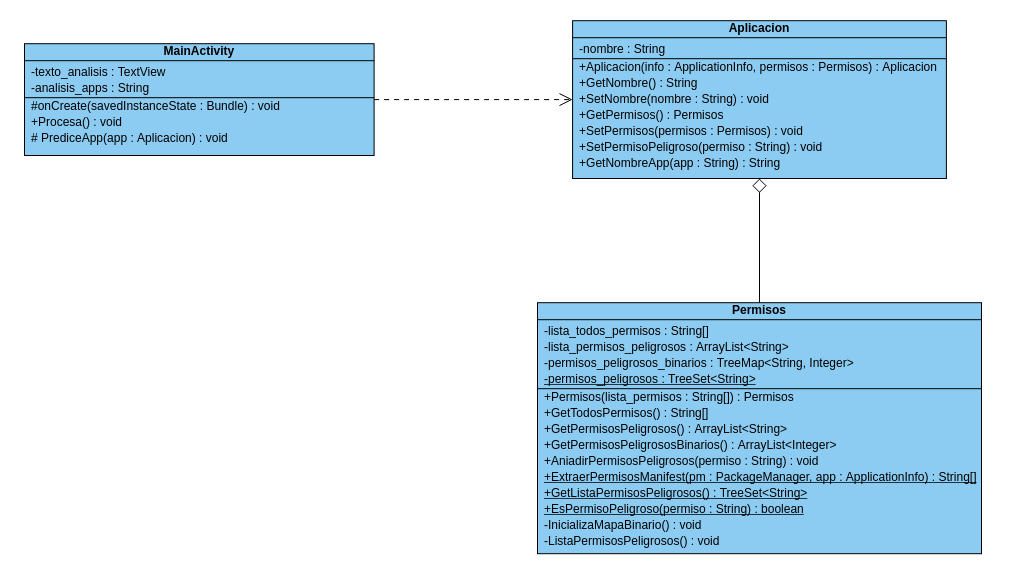 MainActivity
-texto_analisis : TextView
-analisis_apps : String
#onCreate(savedInstanceState : Bundle) : void
+Procesa() : void
# PrediceApp(app : Aplicacion) : void
Aplicacion
-nombre : String
+Aplicacion(info : ApplicationInfo, permisos : Permisos) : Aplicacion
+GetNombre() : String
+SetNombre(nombre : String) : void
+GetPermisos() : Permisos
+SetPermisos(permisos : Permisos) : void
+SetPermisoPeligroso(permiso : String) : void
+GetNombreApp(app : String) : String
Permisos
-lista_todos_permisos : String[]
-lista_permisos_peligrosos : ArrayList<String>
-permisos_peligrosos_binarios : TreeMap<String, Integer>
-permisos_peligrosos : TreeSet<String>
+Permisos(lista_permisos : String[]) : Permisos
+GetTodosPermisos() : String[]
+GetPermisosPeligrosos() : ArrayList<String>
+GetPermisosPeligrososBinarios() : ArrayList<Integer>
+AniadirPermisosPeligrosos(permiso : String) : void
+ExtraerPermisosManifest(pm : PackageManager, app : ApplicationInfo) : String[]
+GetListaPermisosPeligrosos() : TreeSet<String>
+EsPermisoPeligroso(permiso : String) : boolean
-InicializaMapaBinario() : void
-ListaPermisosPeligrosos() : void